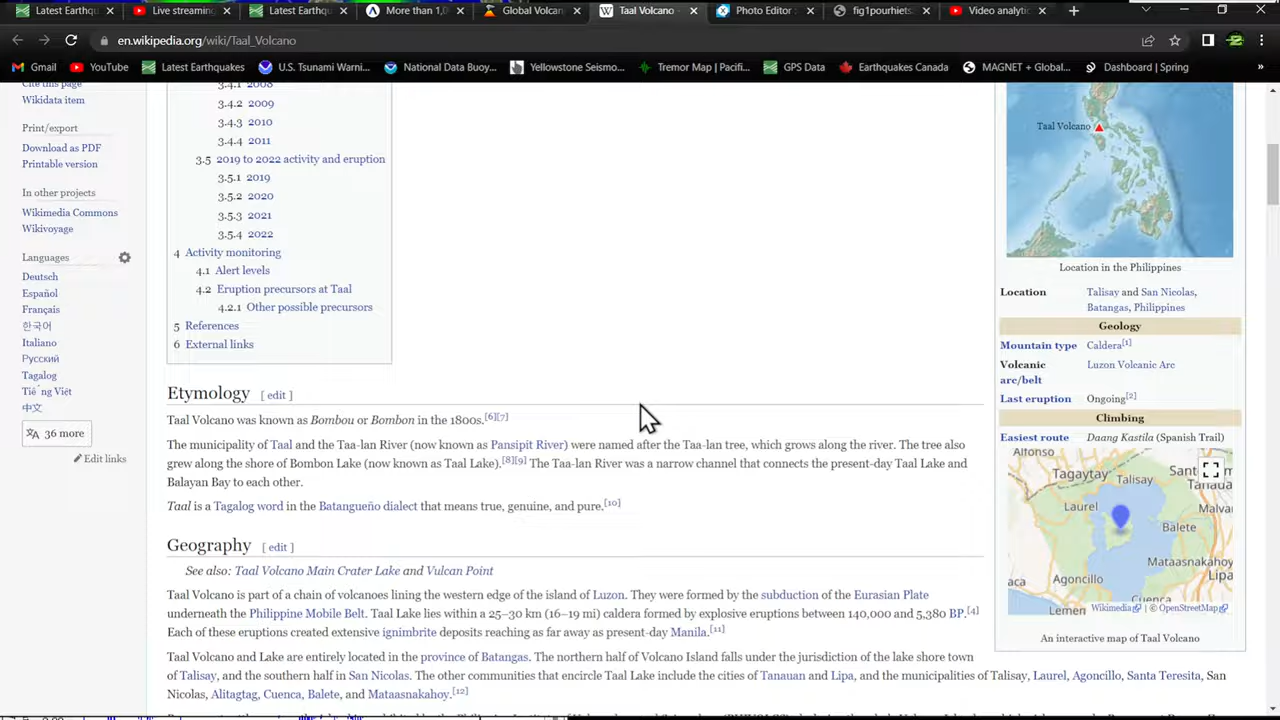 Latest Earthqu
Live streaming
Latest Earthqu
More than 1,0
Global Volcan
Taal Volcano -
Photo Editor :
fig1pourhiets:
Video analytic
en.wikipedia.org/wiki/Taal_Volcano
Gmail
YouTube
Latest Earthquakes
U.S. Tsunami Warni...
National Data Buoy...
Yellowstone Seismo...
Tremor Map | Pacifi...
GPS Data
Earthquakes Canada
MAGNET + Global...
Dashboard | Spring
»
Cite this page
Wikidata item
Print/export
Download as PDF
Printable version
In other projects
Wikimedia Commons
Wikivoyage
Languages
Deutsch
Español
Français
한국어
Italiano
Русский
Tagalog
Tiếng Việt
中文
36 more
Edit links
3.4.1 2008
3.4.2 2009
3.4.3 2010
3.4.4 2011
3.5 2019 to 2022 activity and eruption
3.5.1 2019
3.5.2 2020
3.5.3 2021
3.5.4 2022
4 Activity monitoring
4.1 Alert levels
4.2 Eruption precursors at Taal
4.2.1 Other possible precursors
5 References
6 External links
Etymology [ edit ]
Taal Volcano was known as Bombou or Bombon in the 1800s.[6][7]
The municipality of Taal and the Taa-lan River (now known as Pansipit River) were named after the Taa-lan tree, which grows along the river. The tree also
grew along the shore of Bombon Lake (now known as Taal Lake).[8][9] The Taa-lan River was a narrow channel that connects the present-day Taal Lake and
Balayan Bay to each other.
Taal is a Tagalog word in the Batangueño dialect that means true, genuine, and pure.[10]
Geography [ edit ]
See also: Taal Volcano Main Crater Lake and Vulcan Point
Taal Volcano is part of a chain of volcanoes lining the western edge of the island of Luzon. They were formed by the subduction of the Eurasian Plate
underneath the Philippine Mobile Belt. Taal Lake lies within a 25–30 km (16–19 mi) caldera formed by explosive eruptions between 140,000 and 5,380 BP.[4]
Each of these eruptions created extensive ignimbrite deposits reaching as far away as present-day Manila.[11]
Taal Volcano and Lake are entirely located in the province of Batangas. The northern half of Volcano Island falls under the jurisdiction of the lake shore town
of Talisay, and the southern half in San Nicolas. The other communities that encircle Taal Lake include the cities of Tanauan and Lipa, and the municipalities of Talisay, Laurel, Agoncillo, Santa Teresita, San
Nicolas, Alitagtag, Cuenca, Balete, and Mataasnakahoy.[12]
Taal Volcano
Location in the Philippines
Location Talisay and San Nicolas,
Batangas, Philippines
Geology
Mountain type Caldera[1]
Volcanic Luzon Volcanic Arc
arc/belt
Last eruption Ongoing[2]
Climbing
Easiest route Daang Kastila (Spanish Trail)
Alfonso
Sant
Tagaytay
Talisay
Tanaua
Laurel
Malva
Balete
Mataasnakaho
Agoncillo
Lipa
aca
Cuenca
Lemer
Wikimedia | © OpenStreetMap
An interactive map of Taal Volcano